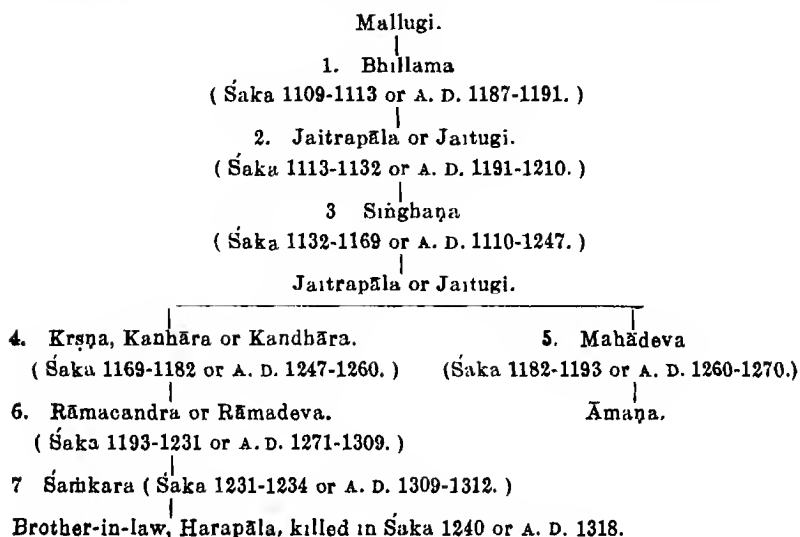 Mallugi.
1. Bhillama
( Śaka 1109-1113 or A. D. 1187-1191. )
2. Jaitrapāla or Jaitugi.
( Śaka 1113-1132 or A. D. 1191-1210. )
3 Siṅghaṇa
( Śaka 1132-1169 or A. D. 1110-1247. )
Jaitrapāla or Jaitugi.
4. Kṛṣṇa, Kanhāra or Kandhāra. 5. Mahādeva
( Śaka 1169-1182 or A. D. 1247-1260. ) (Śaka 1182-1193 or A. D. 1260-1270.)
6. Rāmacandra or Rāmadeva. Āmaṇa.
( Śaka 1193-1231 or A. D. 1271-1309. )
7 Śaṁkara ( Śaka 1231-1234 or A. D. 1309-1312. )
Brother-in-law, Harapāla, killed in Śaka 1240 or A. D. 1318.